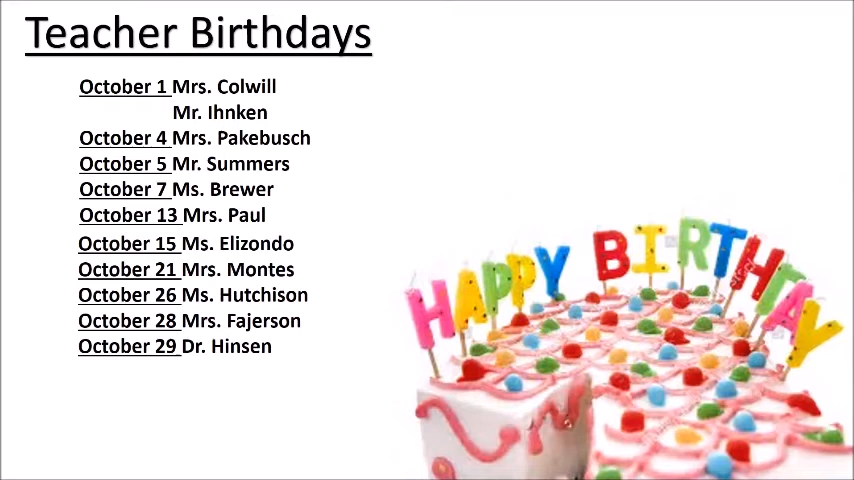 Teacher Birthdays
October 1 Mrs. Colwill
Mr. Ihnken
October 4 Mrs. Pakebusch
October 5 Mr. Summers
October 7 Ms. Brewer
October 13 Mrs. Paul
October 15 Ms. Elizondo
October 21 Mrs. Montes
October 26 Ms. Hutchison
October 28 Mrs. Fajerson
October 29 Dr. Hinsen
HAPPY BIRTHDAY